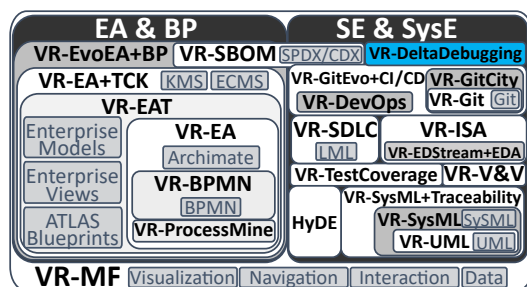 EA & BP
SE & SysE
VR-EvoEA+BP
VR-SBOM
SPDX/CDX
VR-DeltaDebugging
VR-EA+TCK
KMS
ECMS
VR-GitEvo+CI/CD
VR-GitCity
VR-DevOps
VR-Git
Git
VR-EAT
Enterprise
Models
VR-EA
Archimate
VR-SDLC
LML
VR-ISA
VR-EDStream+EDA
Enterprise
Views
VR-BPMN
BPMN
VR-TestCoverage
VR-V&V
ATLAS
Blueprints
VR-ProcessMine
HyDE
VR-SysML+Traceability
VR-SysML
SySML
VR-UML
UML
VR-MF
Visualization
Navigation
Interaction
Data